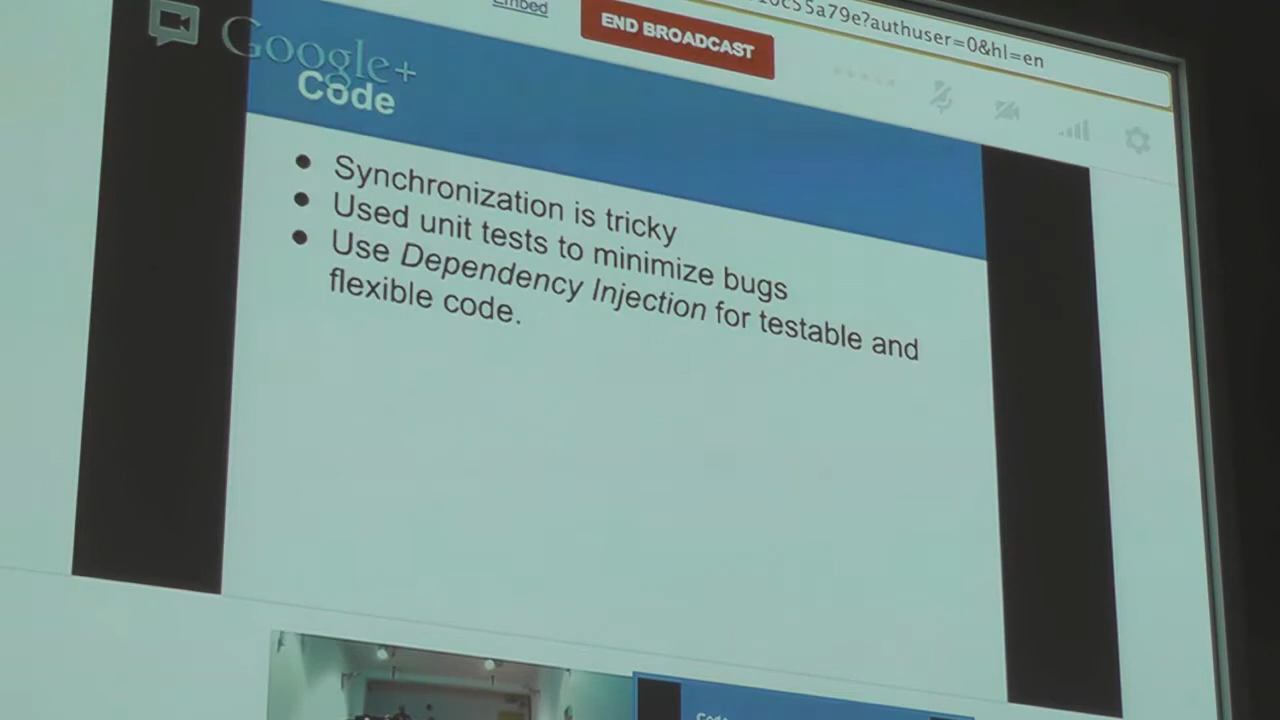 Embed
END BROADCAST
?authuser=0&hl=en
Google+
Code
• Synchronization is tricky
• Used unit tests to minimize bugs
• Use Dependency Injection for testable and
flexible code.